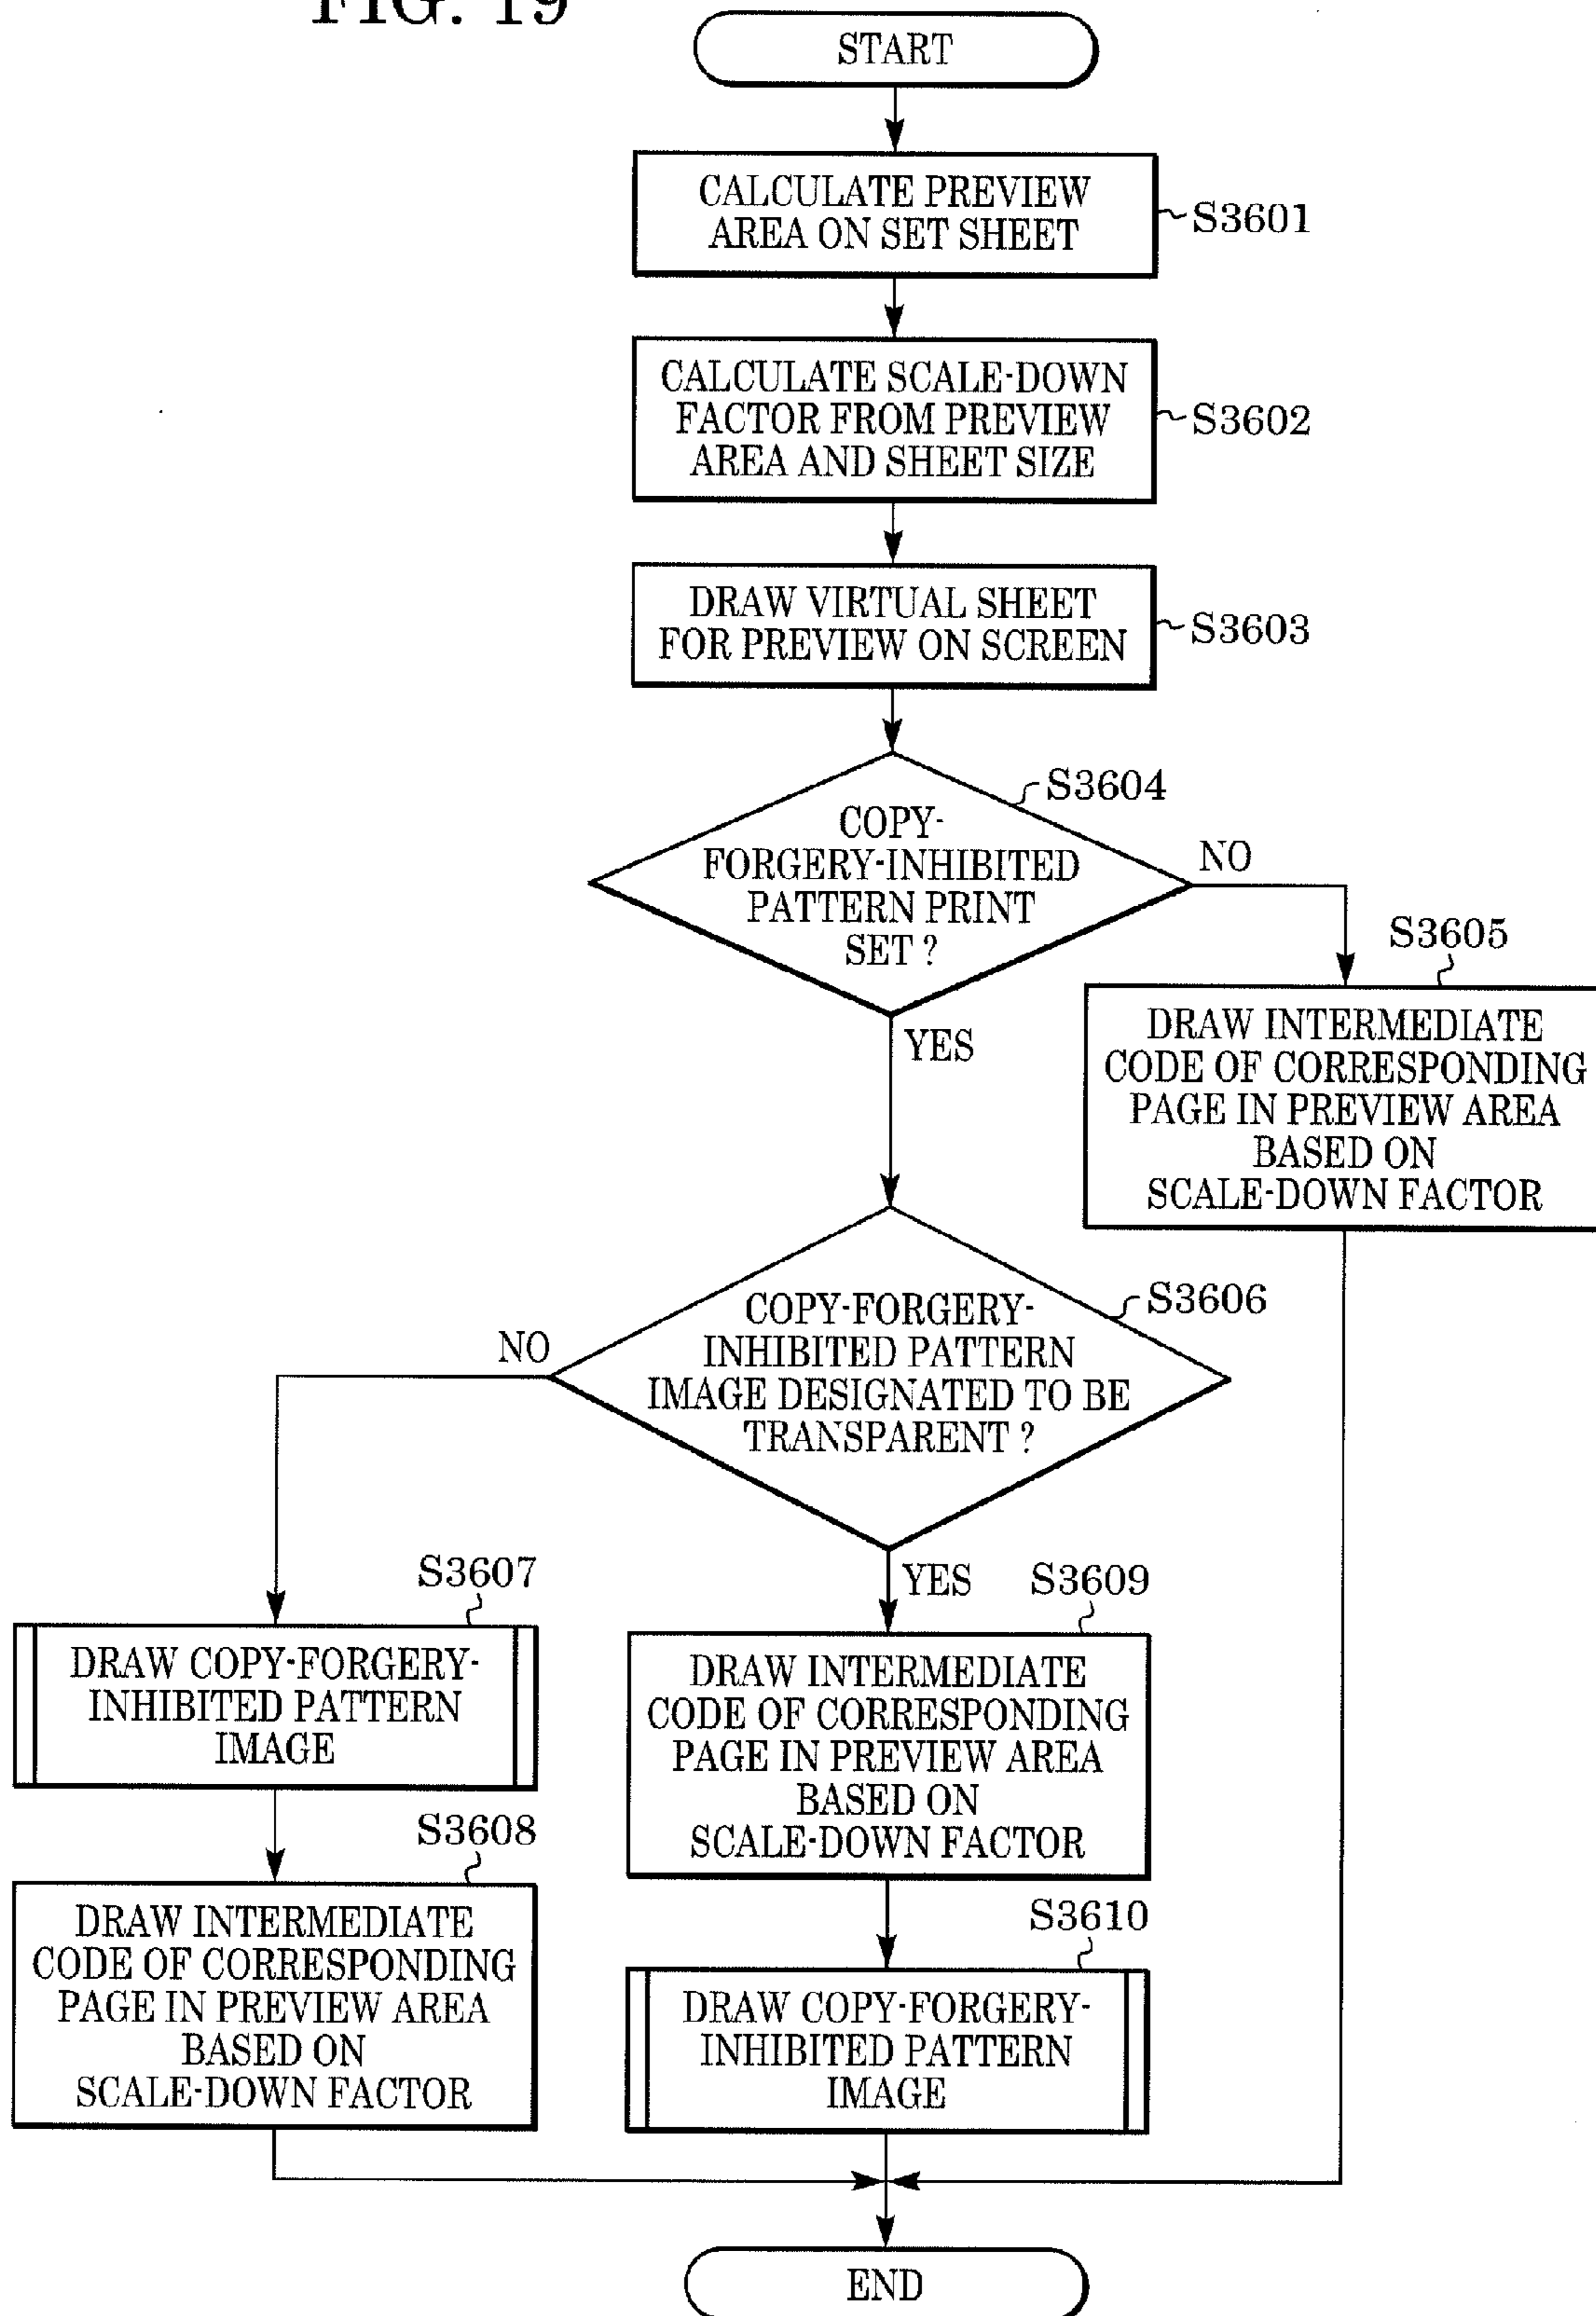 FIG. 19
START
CALCULATE PREVIEW
AREA ON SET SHEET
S3601
CALCULATE SCALE-DOWN
FACTOR FROM PREVIEW
AREA AND SHEET SIZE
S3602
DRAW VIRTUAL SHEET
FOR PREVIEW ON SCREEN
S3603
S3604
COPY-
FORGERY-INHIBITED
PATTERN PRINT
SET ?
NO
YES
S3605
DRAW INTERMEDIATE
CODE OF CORRESPONDING
PAGE IN PREVIEW AREA
BASED ON
SCALE-DOWN FACTOR
S3606
COPY-FORGERY-
INHIBITED PATTERN
IMAGE DESIGNATED TO BE
TRANSPARENT ?
NO
YES
S3607
DRAW COPY-FORGERY-
INHIBITED PATTERN
IMAGE
S3608
DRAW INTERMEDIATE
CODE OF CORRESPONDING
PAGE IN PREVIEW AREA
BASED ON
SCALE-DOWN FACTOR
S3609
DRAW INTERMEDIATE
CODE OF CORRESPONDING
PAGE IN PREVIEW AREA
BASED ON
SCALE-DOWN FACTOR
S3610
DRAW COPY-FORGERY-
INHIBITED PATTERN
IMAGE
END